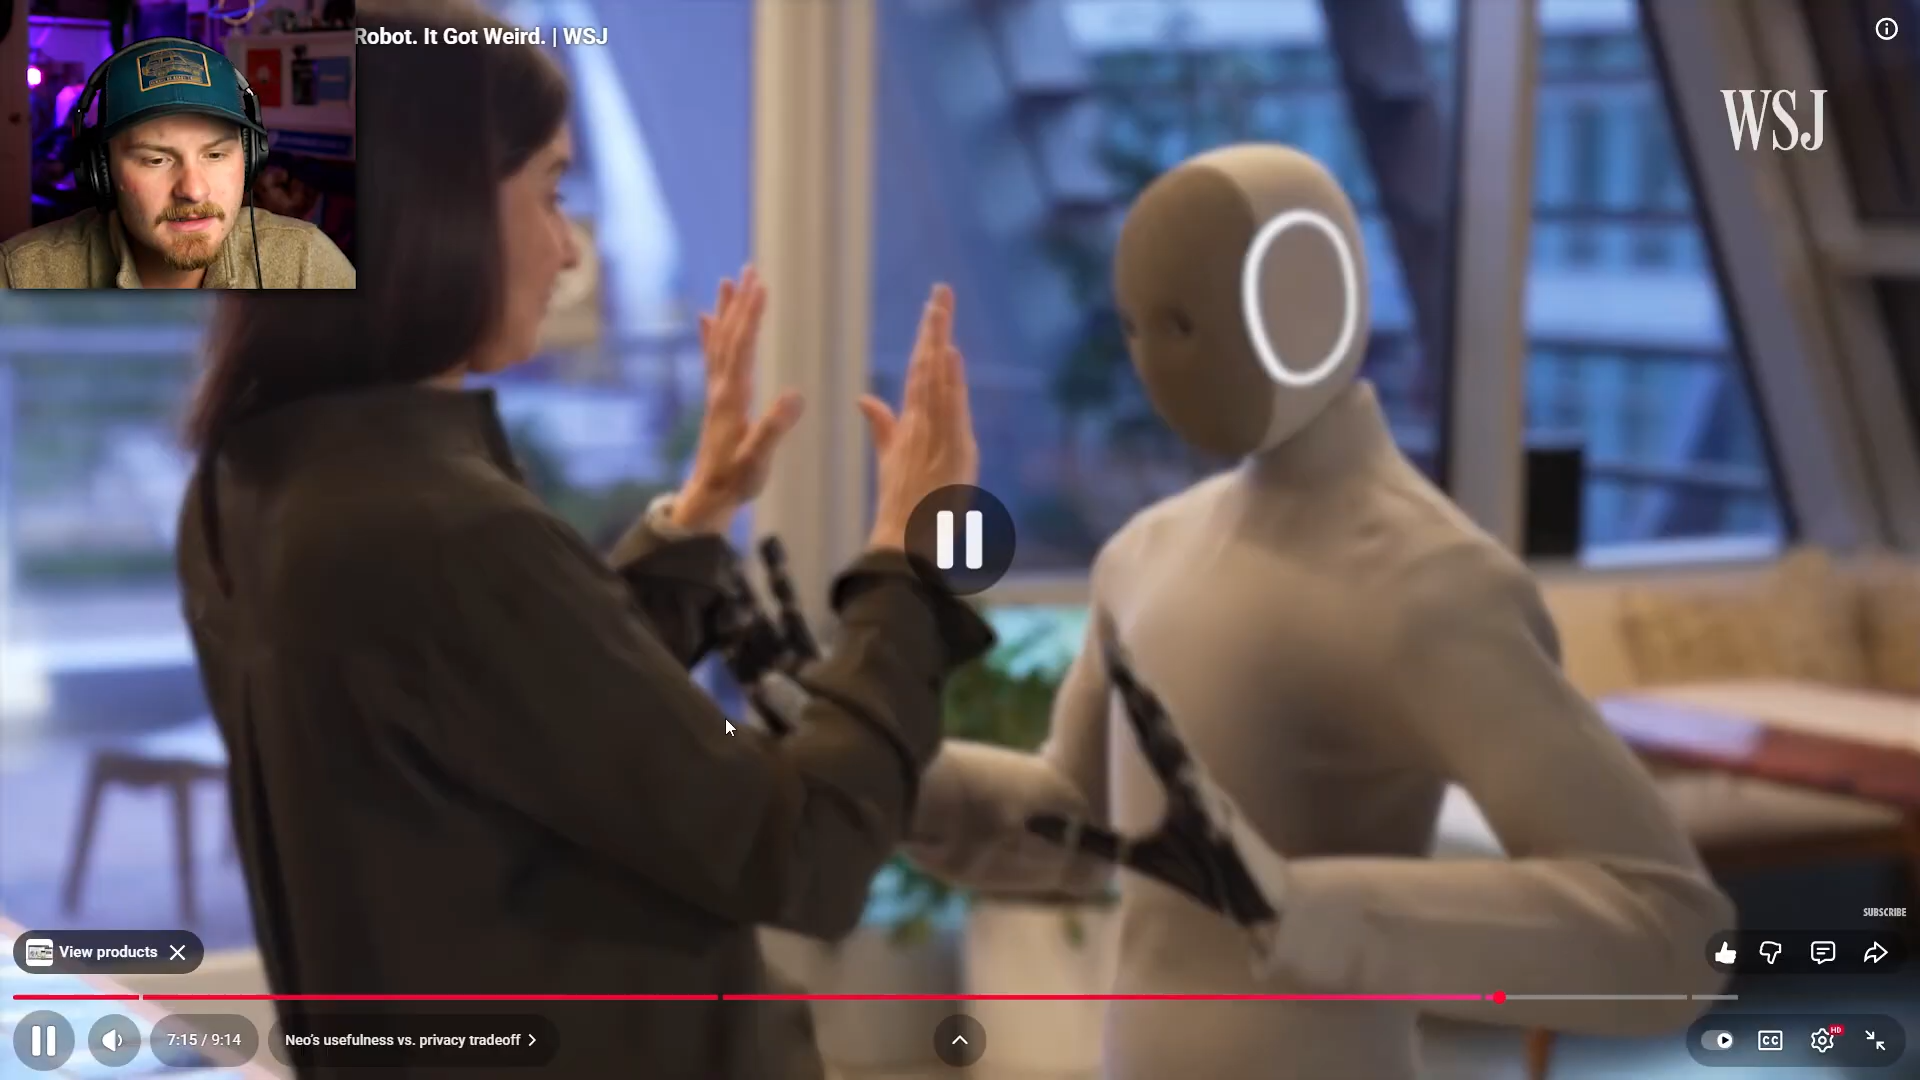 Robot. It Got Weird. | WSJ
WSJ
SUBSCRIBE
View products
7:15 / 9:14
Neo's usefulness vs. privacy tradeoff
CC
HD